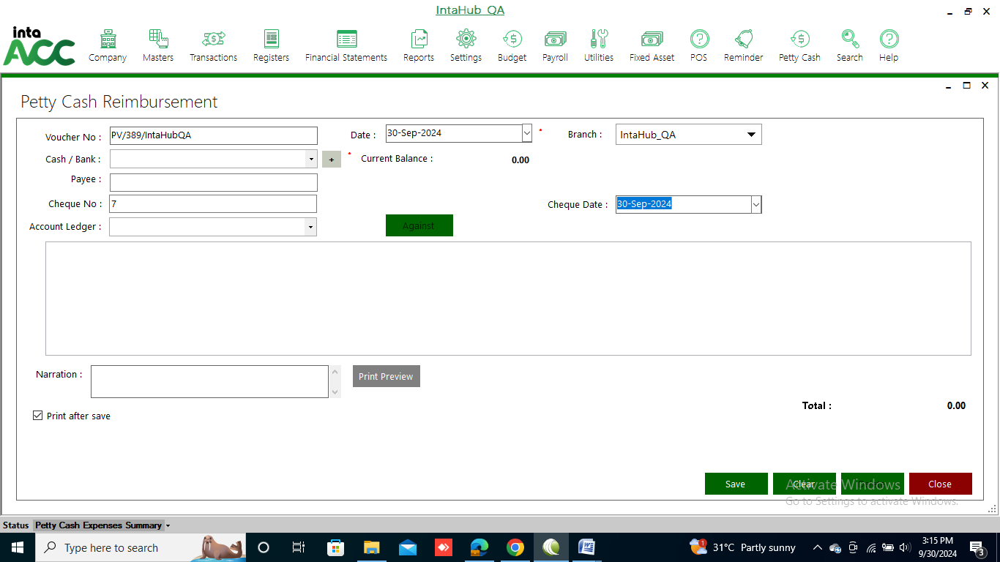 IntaHub_QA
inta
ACC
Company Masters Transactions Registers Financial Statements Reports Settings Budget Payroll Utilities Fixed Asset POS Reminder Petty Cash Search Help
Petty Cash Reimbursement
Voucher No : PV/389/IntaHubQA Date : 30-Sep-2024 * Branch : IntaHub_QA
Cash / Bank : + * Current Balance : 0.00
Payee :
Cheque No : 7 Cheque Date : 30-Sep-2024
Account Ledger : Against
Narration : Print Preview
Total : 0.00
Print after save
Save Clear Close
Activate Windows
Go to Settings to activate Windows.
Status Petty Cash Expenses Summary
Type here to search 1 31°C Partly sunny 3:15 PM
9/30/2024 3